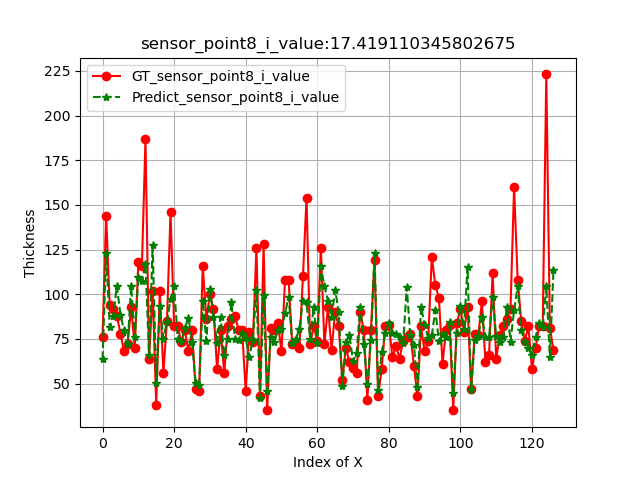 sensor_point8_i_value:17.419110345802675
GT_sensor_point8_i_value
Predict_sensor_point8_i_value
Thickness
225
200
175
150
125
100
75
50
0 20 40 60 80 100 120
Index of X